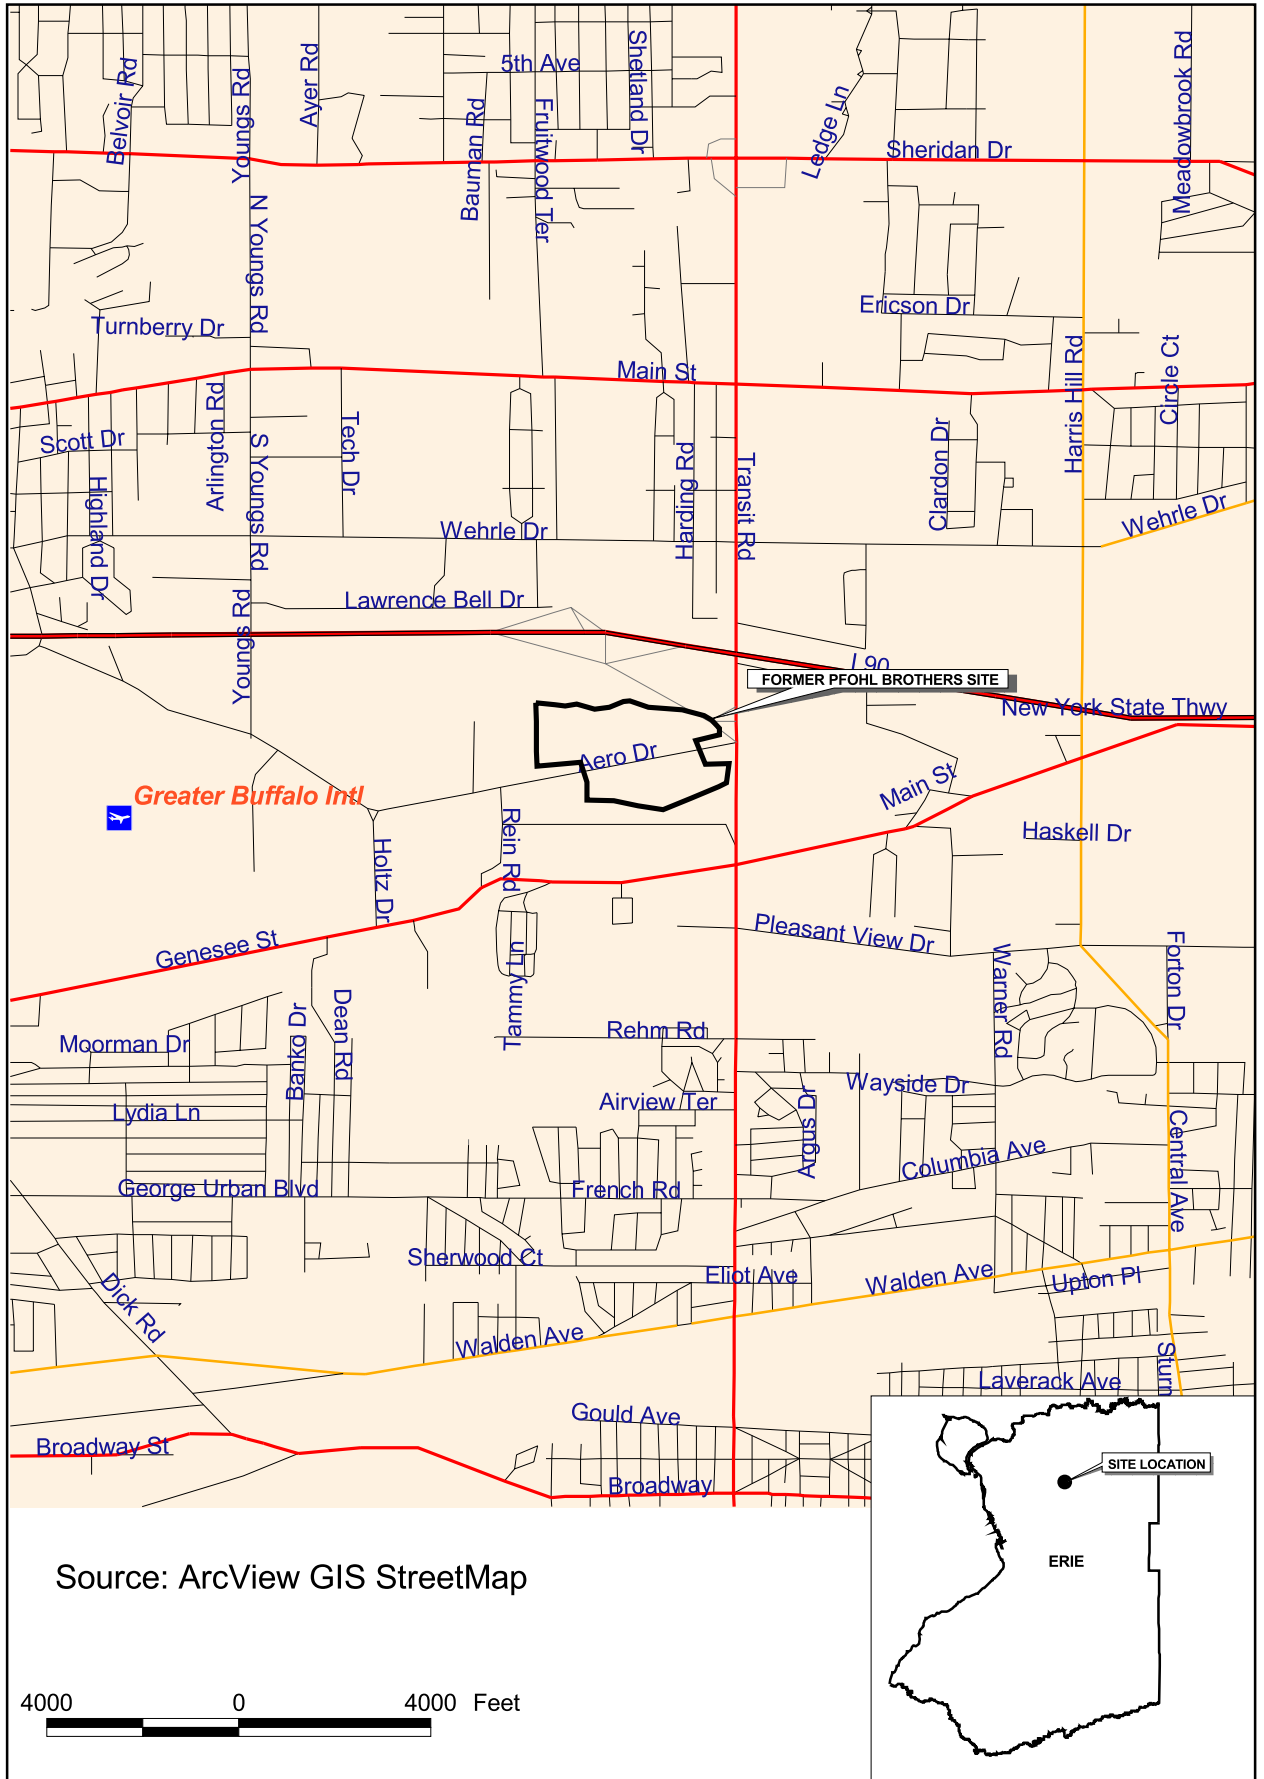 5th Ave
Shetland Dr
Ayer Rd
Belvoir Rd
Youngs Rd
Bauman Rd
Fruitwood Ter
Ledge Ln
Sheridan Dr
Meadowbrook Rd
N Youngs Rd
Turnberry Dr
Ericson Dr
Main St
Harris Hill Rd
Circle Ct
Arlington Rd
Scott Dr
Tech Dr
S Youngs Rd
Highland Dr
Harding Rd
Transit Rd
Clardon Dr
Wehrle Dr
Wehrle Dr
Lawrence Bell Dr
Youngs Rd
I 90
FORMER PFOHL BROTHERS SITE
New York State Thwy
Aero Dr
Greater Buffalo Intl
Main St
Rein Rd
Haskell Dr
Holtz Dr
Genesee St
Pleasant View Dr
Tammy Ln
Warner Rd
Forton Dr
Dean Rd
Banko Dr
Moorman Dr
Rehm Rd
Wayside Dr
Airview Ter
Argus Dr
Lydia Ln
Columbia Ave
Central Ave
George Urban Blvd
French Rd
Sherwood Ct
Eliot Ave
Walden Ave
Upton Pl
Dick Rd
Walden Ave
Sturn
Laverack Ave
Gould Ave
Broadway St
Broadway
SITE LOCATION
ERIE
Source: ArcView GIS StreetMap
4000 0 4000 Feet